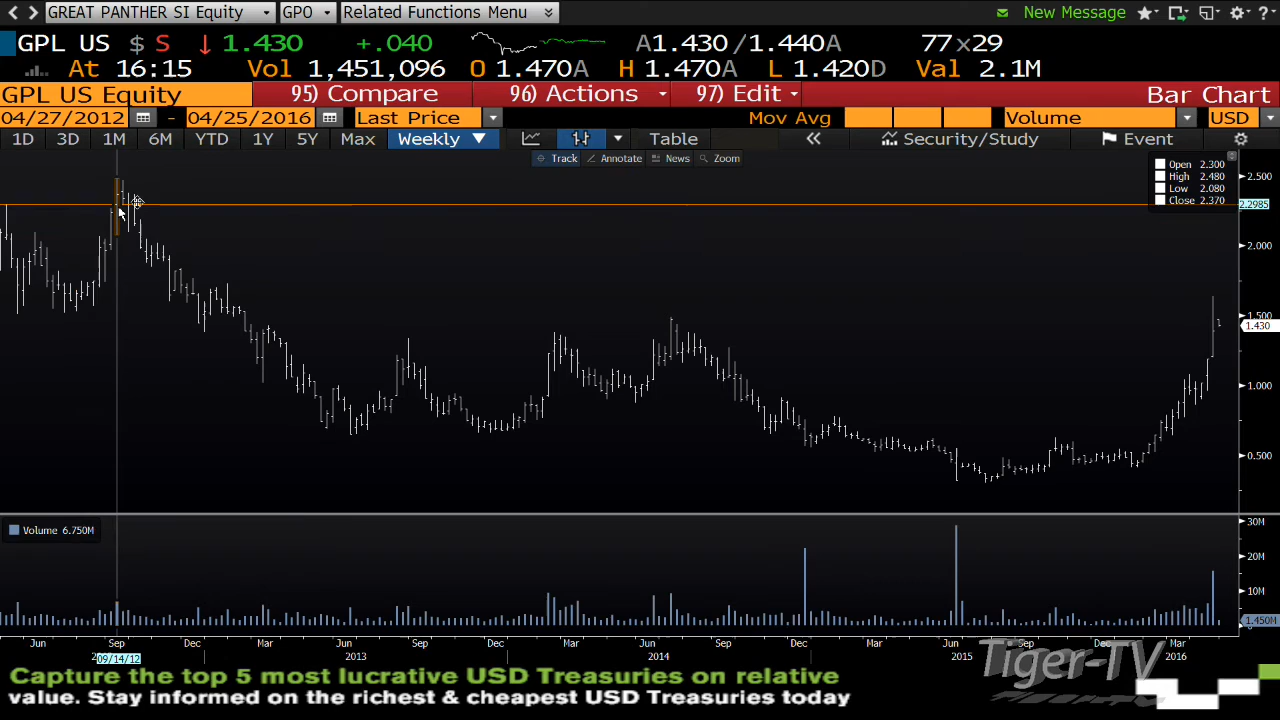 GREAT PANTHER SI Equity GPO Related Functions Menu New Message
GPL US $ S ↓ 1.430 +.040 A1.430 /1.440A 77x29
At 16:15 Vol 1,451,096 O 1.470A H 1.470A L 1.420D Val 2.1M
GPL US Equity 95) Compare 96) Actions 97) Edit Bar Chart
04/27/2012 - 04/25/2016 Last Price Mov Avg Volume USD
1D 3D 1M 6M YTD 1Y 5Y Max Weekly ▼ Table « Security/Study Event
Track Annotate News Zoom
Open 2.300
High 2.480
Low 2.080
Close 2.370
2.500
2.2985
2.000
1.500
1.430
1.000
0.500
Volume 6.750M
30M
20M
10M
1.450M
Jun Sep Dec Mar Jun Sep Dec Mar Jun Sep Dec Mar Jun Sep Dec Mar
09/14/12 2013 2014 2015 2016
Tiger-TV
Capture the top 5 most lucrative USD Treasuries on relative
value. Stay informed on the richest & cheapest USD Treasuries today